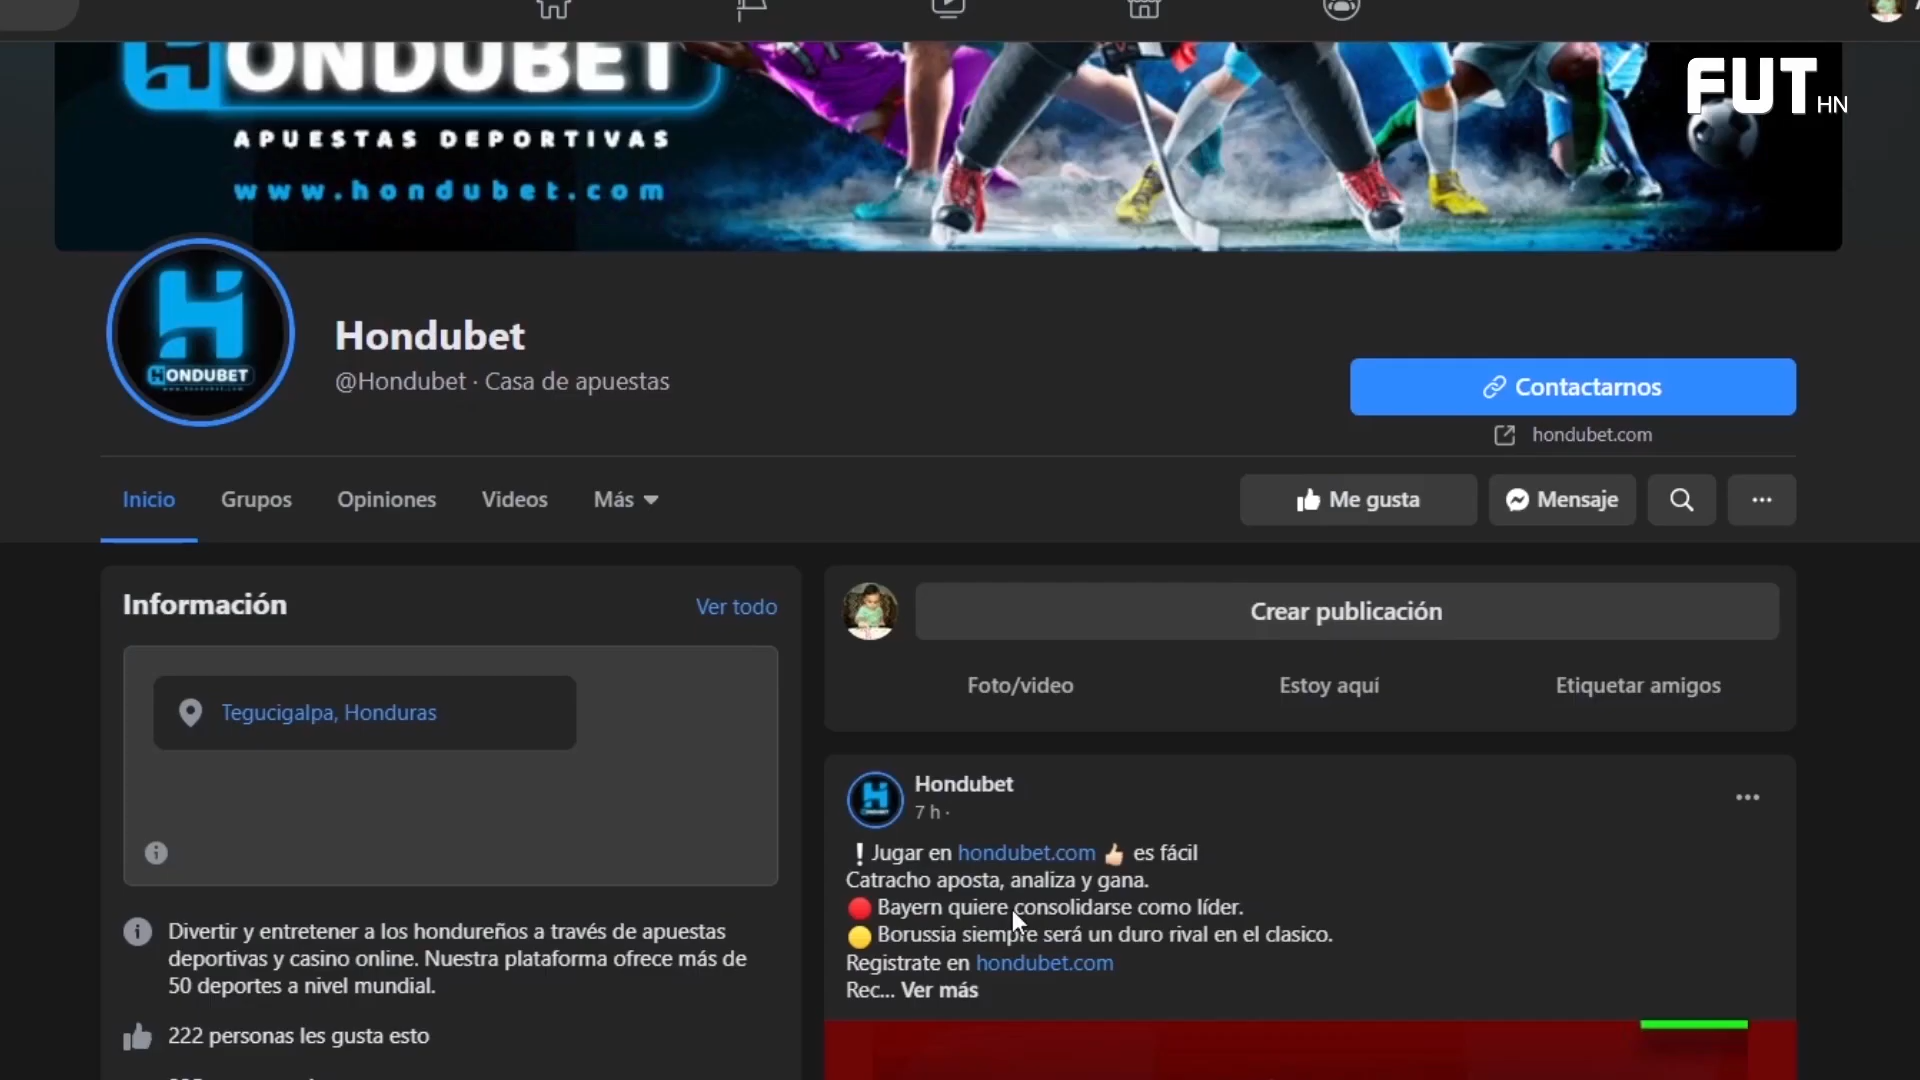 HONDUBET
APUESTAS DEPORTIVAS
www.hondubet.com
FUT HN
HONDUBET
Hondubet
@Hondubet · Casa de apuestas
Contactarnos
hondubet.com
Inicio Grupos Opiniones Videos Más
Me gusta Mensaje
Información Ver todo
Tegucigalpa, Honduras
Divertir y entretener a los hondureños a través de apuestas
deportivas y casino online. Nuestra plataforma ofrece más de
50 deportes a nivel mundial.
222 personas les gusta esto
Crear publicación
Foto/video Estoy aquí Etiquetar amigos
Hondubet
7 h ·
❗Jugar en hondubet.com 👍🏻 es fácil
Catracho aposta, analiza y gana.
🔴 Bayern quiere consolidarse como líder.
🟡 Borussia siempre será un duro rival en el clasico.
Registrate en hondubet.com
Rec... Ver más